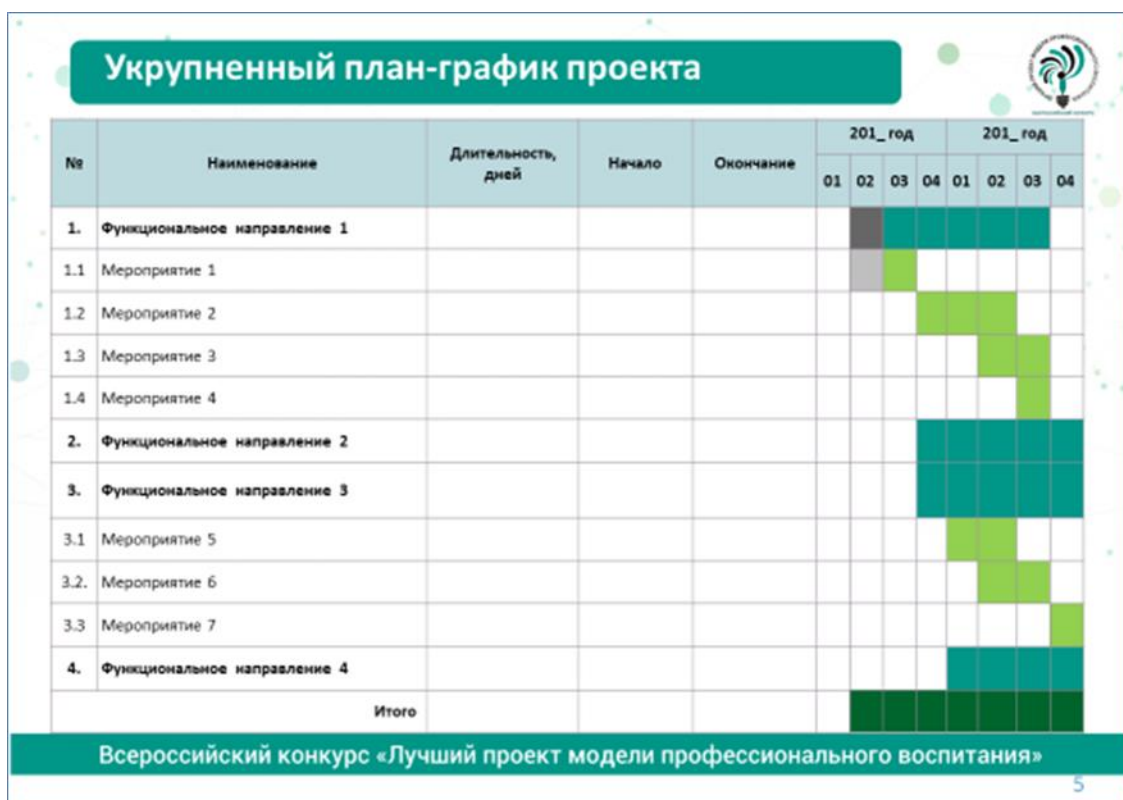 Укрупненный план-график проекта
№ Наименование Длительность, дней Начало Окончание 201_ год 201_ год
01 02 03 04 01 02 03 04
1. Функциональное направление 1
1.1 Мероприятие 1
1.2 Мероприятие 2
1.3 Мероприятие 3
1.4 Мероприятие 4
2. Функциональное направление 2
3. Функциональное направление 3
3.1 Мероприятие 5
3.2. Мероприятие 6
3.3 Мероприятие 7
4. Функциональное направление 4
Итого
Всероссийский конкурс «Лучший проект модели профессионального воспитания»
5